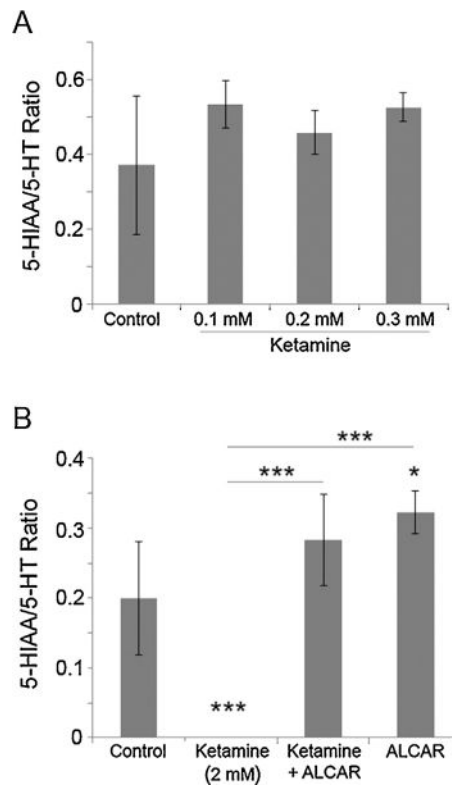 A
5-HIAA/5-HT Ratio
0.6
0.4
0.2
0
Control 0.1 mM 0.2 mM 0.3 mM
Ketamine
B
5-HIAA/5-HT Ratio
0.4
0.3
0.2
0.1
0
***
*** *
***
Control Ketamine Ketamine ALCAR
(2 mM) + ALCAR